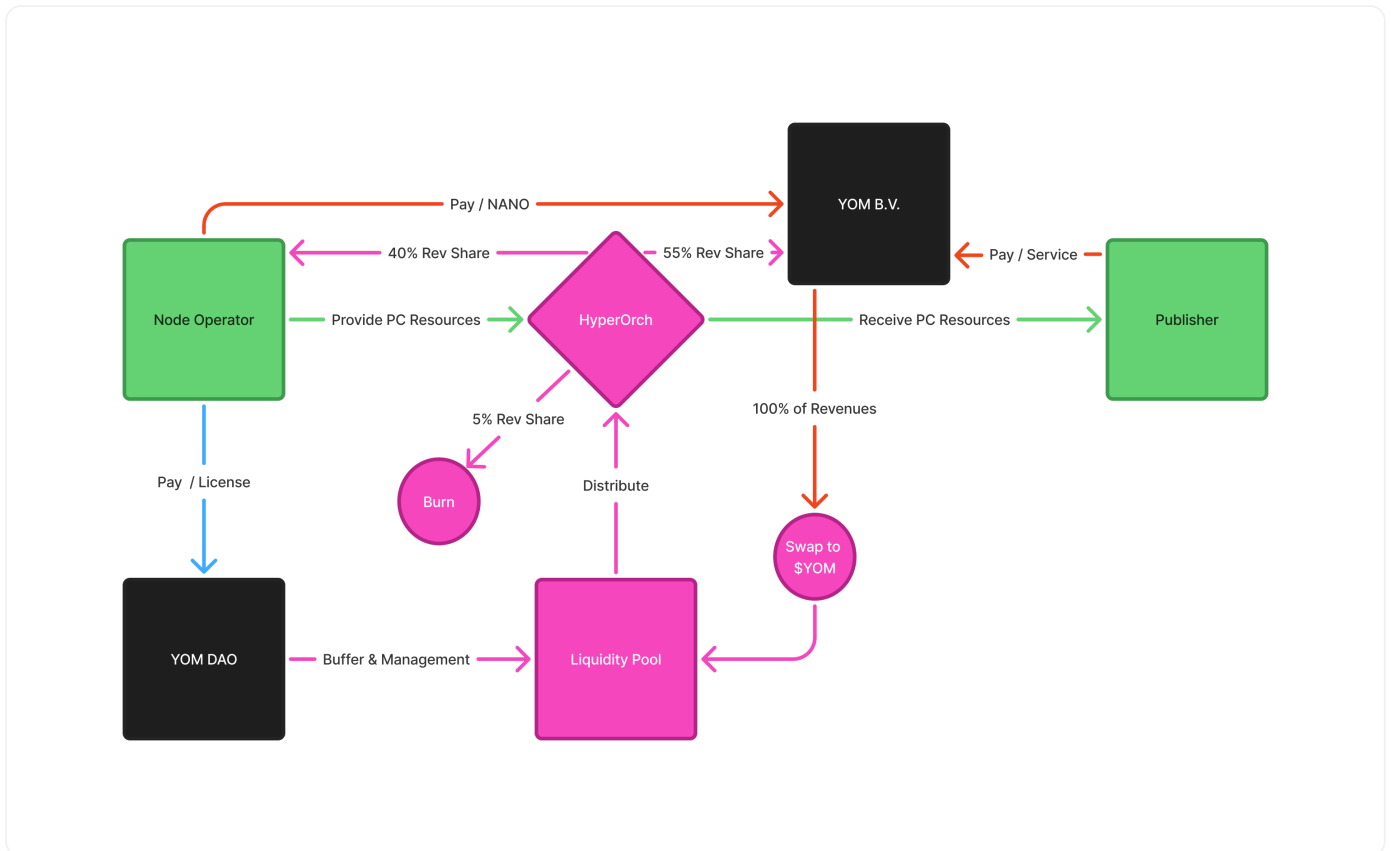 YOM B.V.
Pay / NANO
40% Rev Share
55% Rev Share
Pay / Service
Node Operator
Provide PC Resources
HyperOrch
Receive PC Resources
Publisher
100% of Revenues
5% Rev Share
Pay  / License
Distribute
Burn
Swap to
$YOM
YOM DAO
Buffer & Management
Liquidity Pool